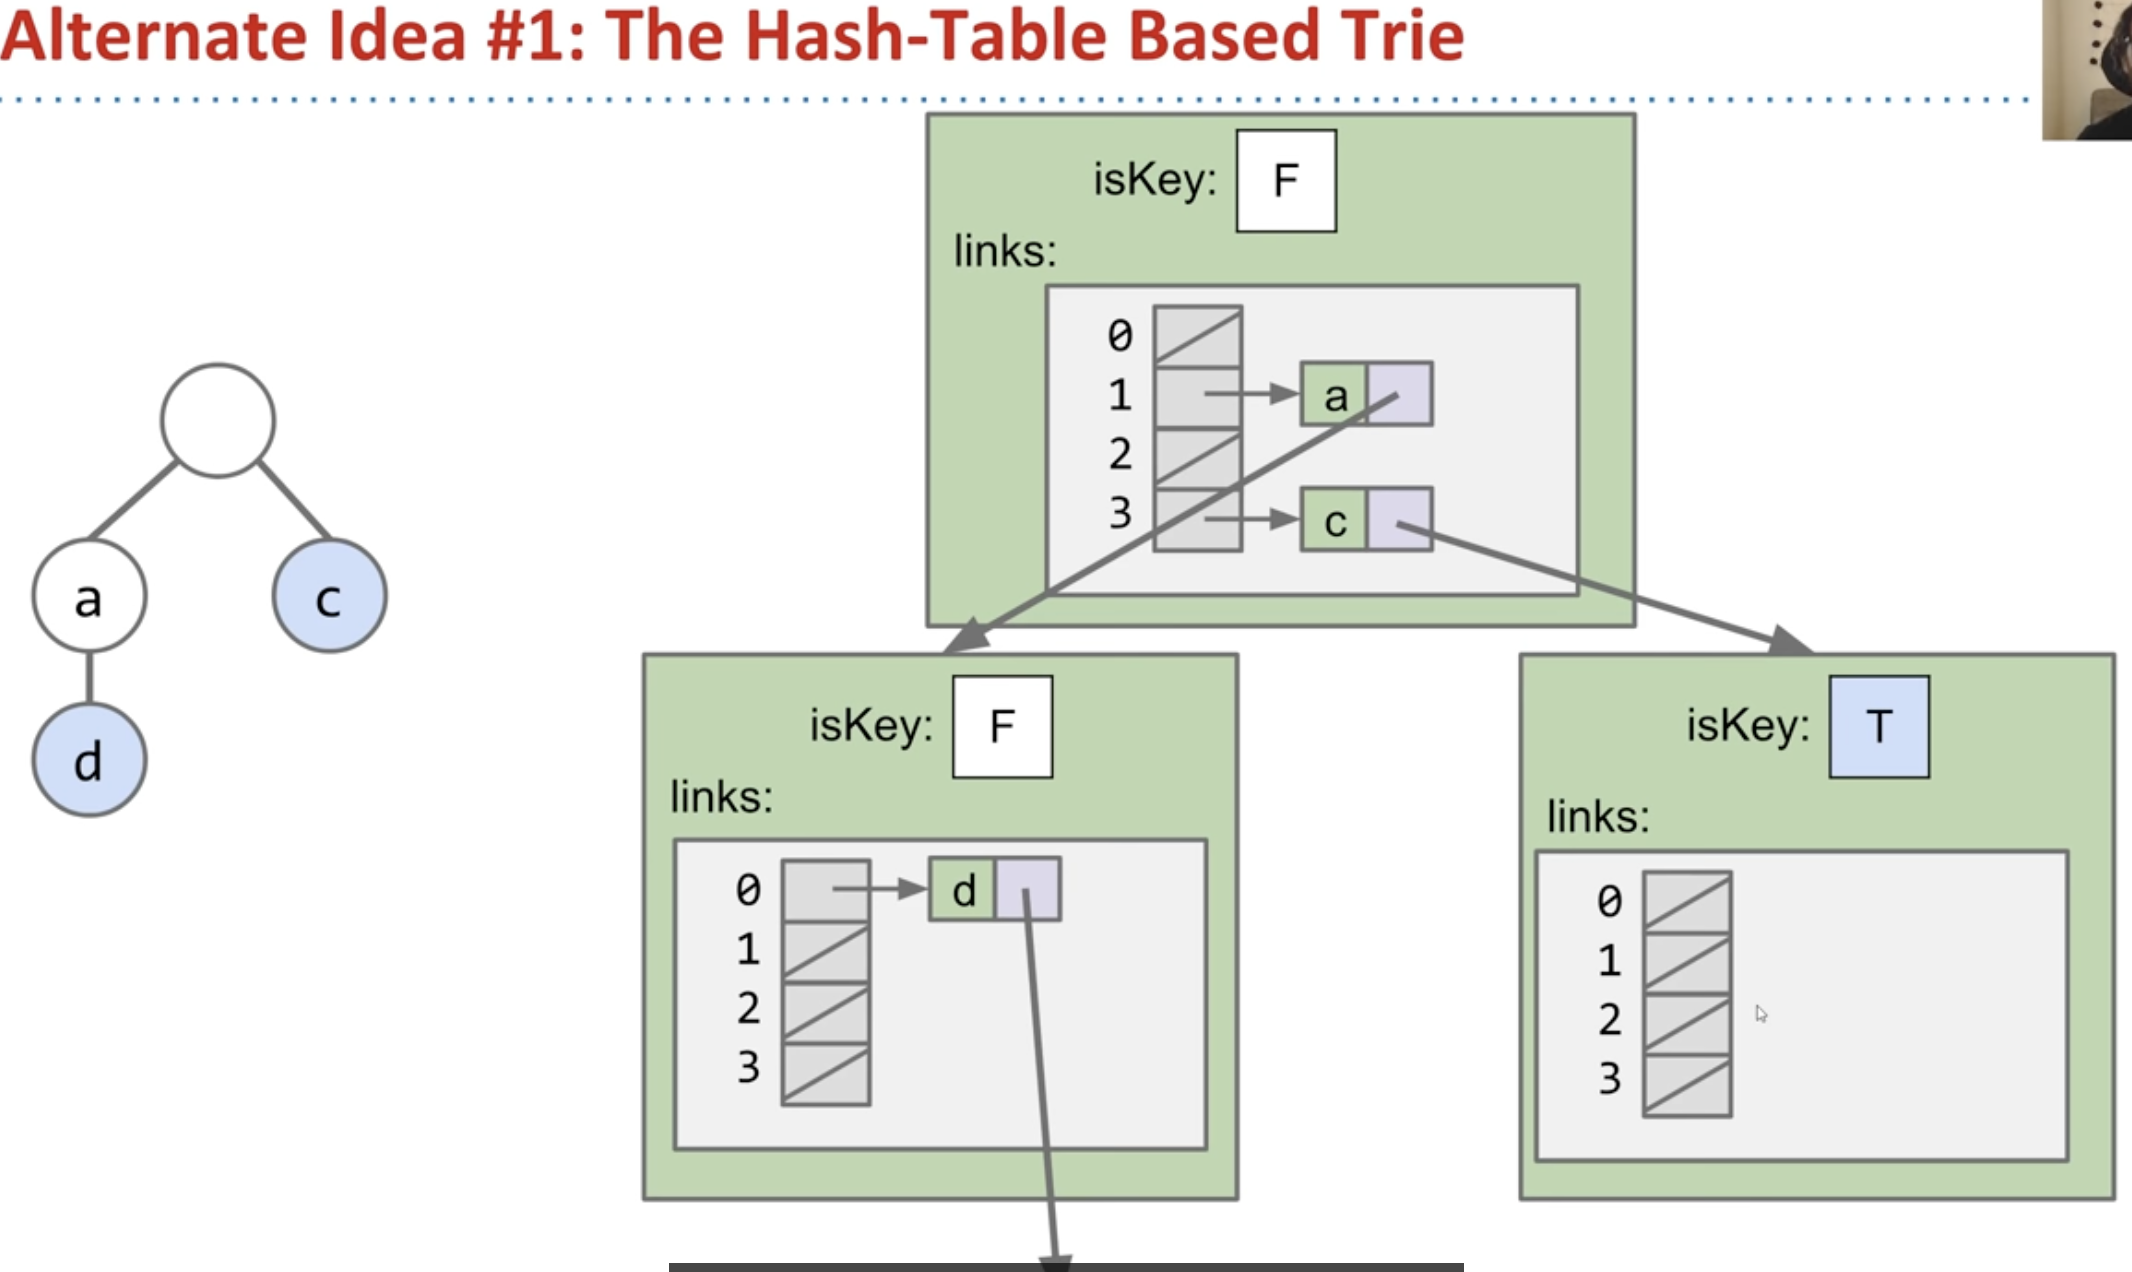 Alternate Idea #1: The Hash-Table Based Trie
isKey: F
links:
0
1 a
2
3 c
a c
d
isKey: F
links:
0 d
1
2
3
isKey: T
links:
0
1
2
3